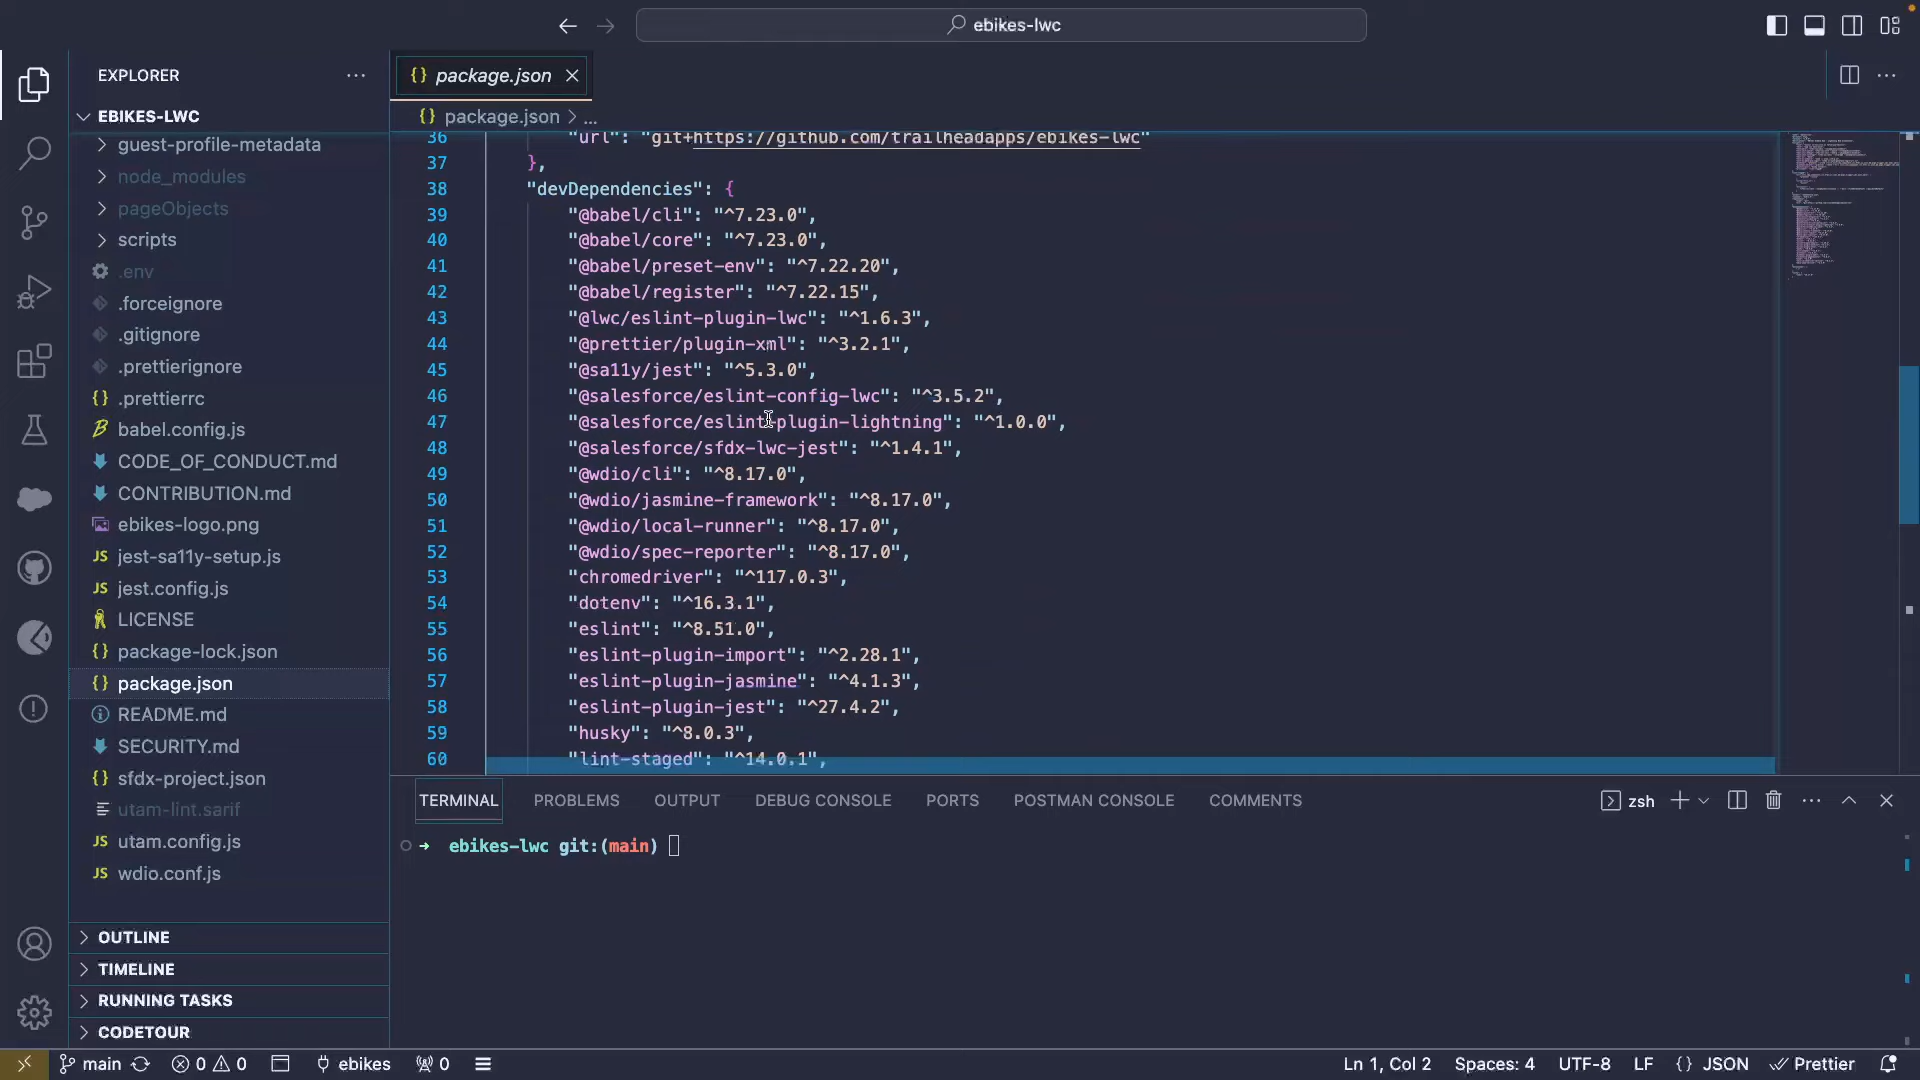 ebikes-lwc
EXPLORER
EBIKES-LWC
guest-profile-metadata
node_modules
pageObjects
scripts
.env
.forceignore
.gitignore
.prettierignore
{} .prettierrc
babel.config.js
CODE_OF_CONDUCT.md
CONTRIBUTION.md
ebikes-logo.png
JS jest-sa11y-setup.js
JS jest.config.js
LICENSE
{} package-lock.json
{} package.json
README.md
SECURITY.md
{} sfdx-project.json
utam-lint.sarif
JS utam.config.js
JS wdio.conf.js
OUTLINE
TIMELINE
RUNNING TASKS
CODETOUR
{} package.json
{} package.json > ...
36 "url": "git+https://github.com/trailheadapps/ebikes-lwc"
37 },
38 "devDependencies": {
39 "@babel/cli": "^7.23.0",
40 "@babel/core": "^7.23.0",
41 "@babel/preset-env": "^7.22.20",
42 "@babel/register": "^7.22.15",
43 "@lwc/eslint-plugin-lwc": "^1.6.3",
44 "@prettier/plugin-xml": "^3.2.1",
45 "@sa11y/jest": "^5.3.0",
46 "@salesforce/eslint-config-lwc": "^3.5.2",
47 "@salesforce/eslint-plugin-lightning": "^1.0.0",
48 "@salesforce/sfdx-lwc-jest": "^1.4.1",
49 "@wdio/cli": "^8.17.0",
50 "@wdio/jasmine-framework": "^8.17.0",
51 "@wdio/local-runner": "^8.17.0",
52 "@wdio/spec-reporter": "^8.17.0",
53 "chromedriver": "^117.0.3",
54 "dotenv": "^16.3.1",
55 "eslint": "^8.51.0",
56 "eslint-plugin-import": "^2.28.1",
57 "eslint-plugin-jasmine": "^4.1.3",
58 "eslint-plugin-jest": "^27.4.2",
59 "husky": "^8.0.3",
60 "lint-staged": "^14.0.1",
TERMINAL PROBLEMS OUTPUT DEBUG CONSOLE PORTS POSTMAN CONSOLE COMMENTS zsh
→ ebikes-lwc git:(main)
main 0 0 ebikes 0 Ln 1, Col 2 Spaces: 4 UTF-8 LF {} JSON Prettier